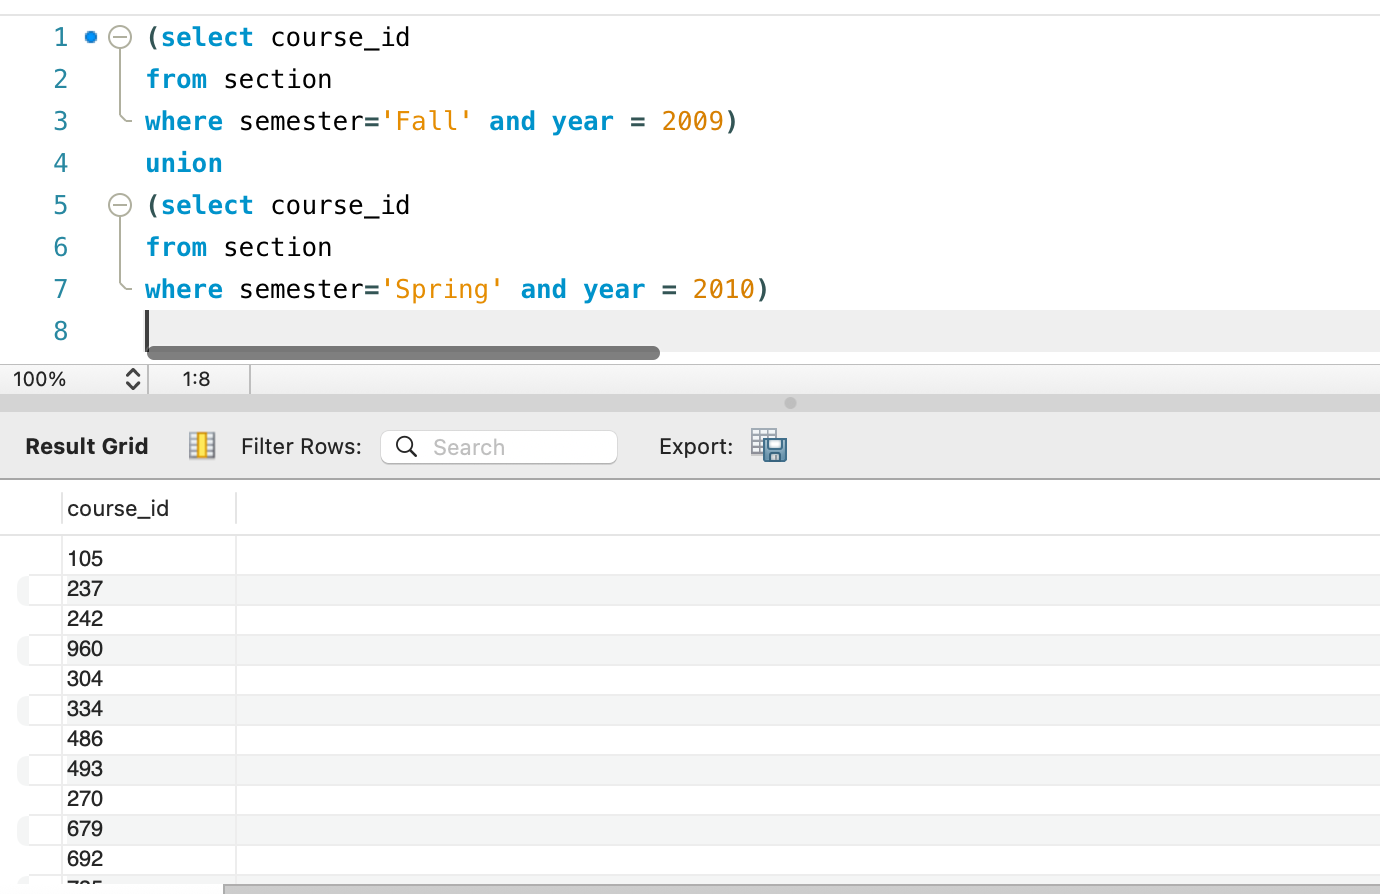 1 (select course_id
2 from section
3 where semester='Fall' and year = 2009)
4 union
5 (select course_id
6 from section
7 where semester='Spring' and year = 2010)
8
100% 1:8
Result Grid Filter Rows: Search Export:
course_id
105
237
242
960
304
334
486
493
270
679
692